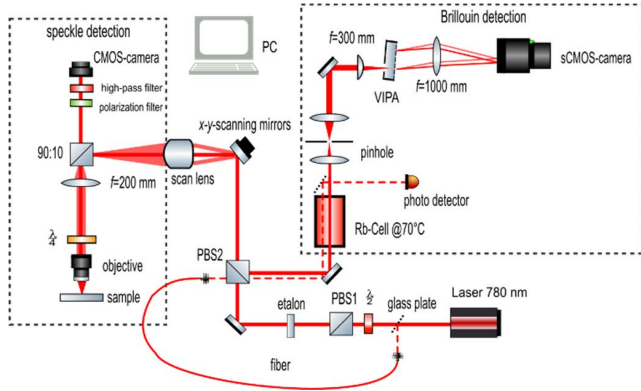 speckle detection
CMOS-camera
high-pass filter
polarization filter
90:10
f=200 mm
λ/4
objective
sample
PC
x-y-scanning mirrors
scan lens
PBS2
fiber
etalon
PBS1
λ/2
glass plate
Laser 780 nm
Brillouin detection
f=300 mm
VIPA
f=1000 mm
sCMOS-camera
pinhole
photo detector
Rb-Cell @70°C